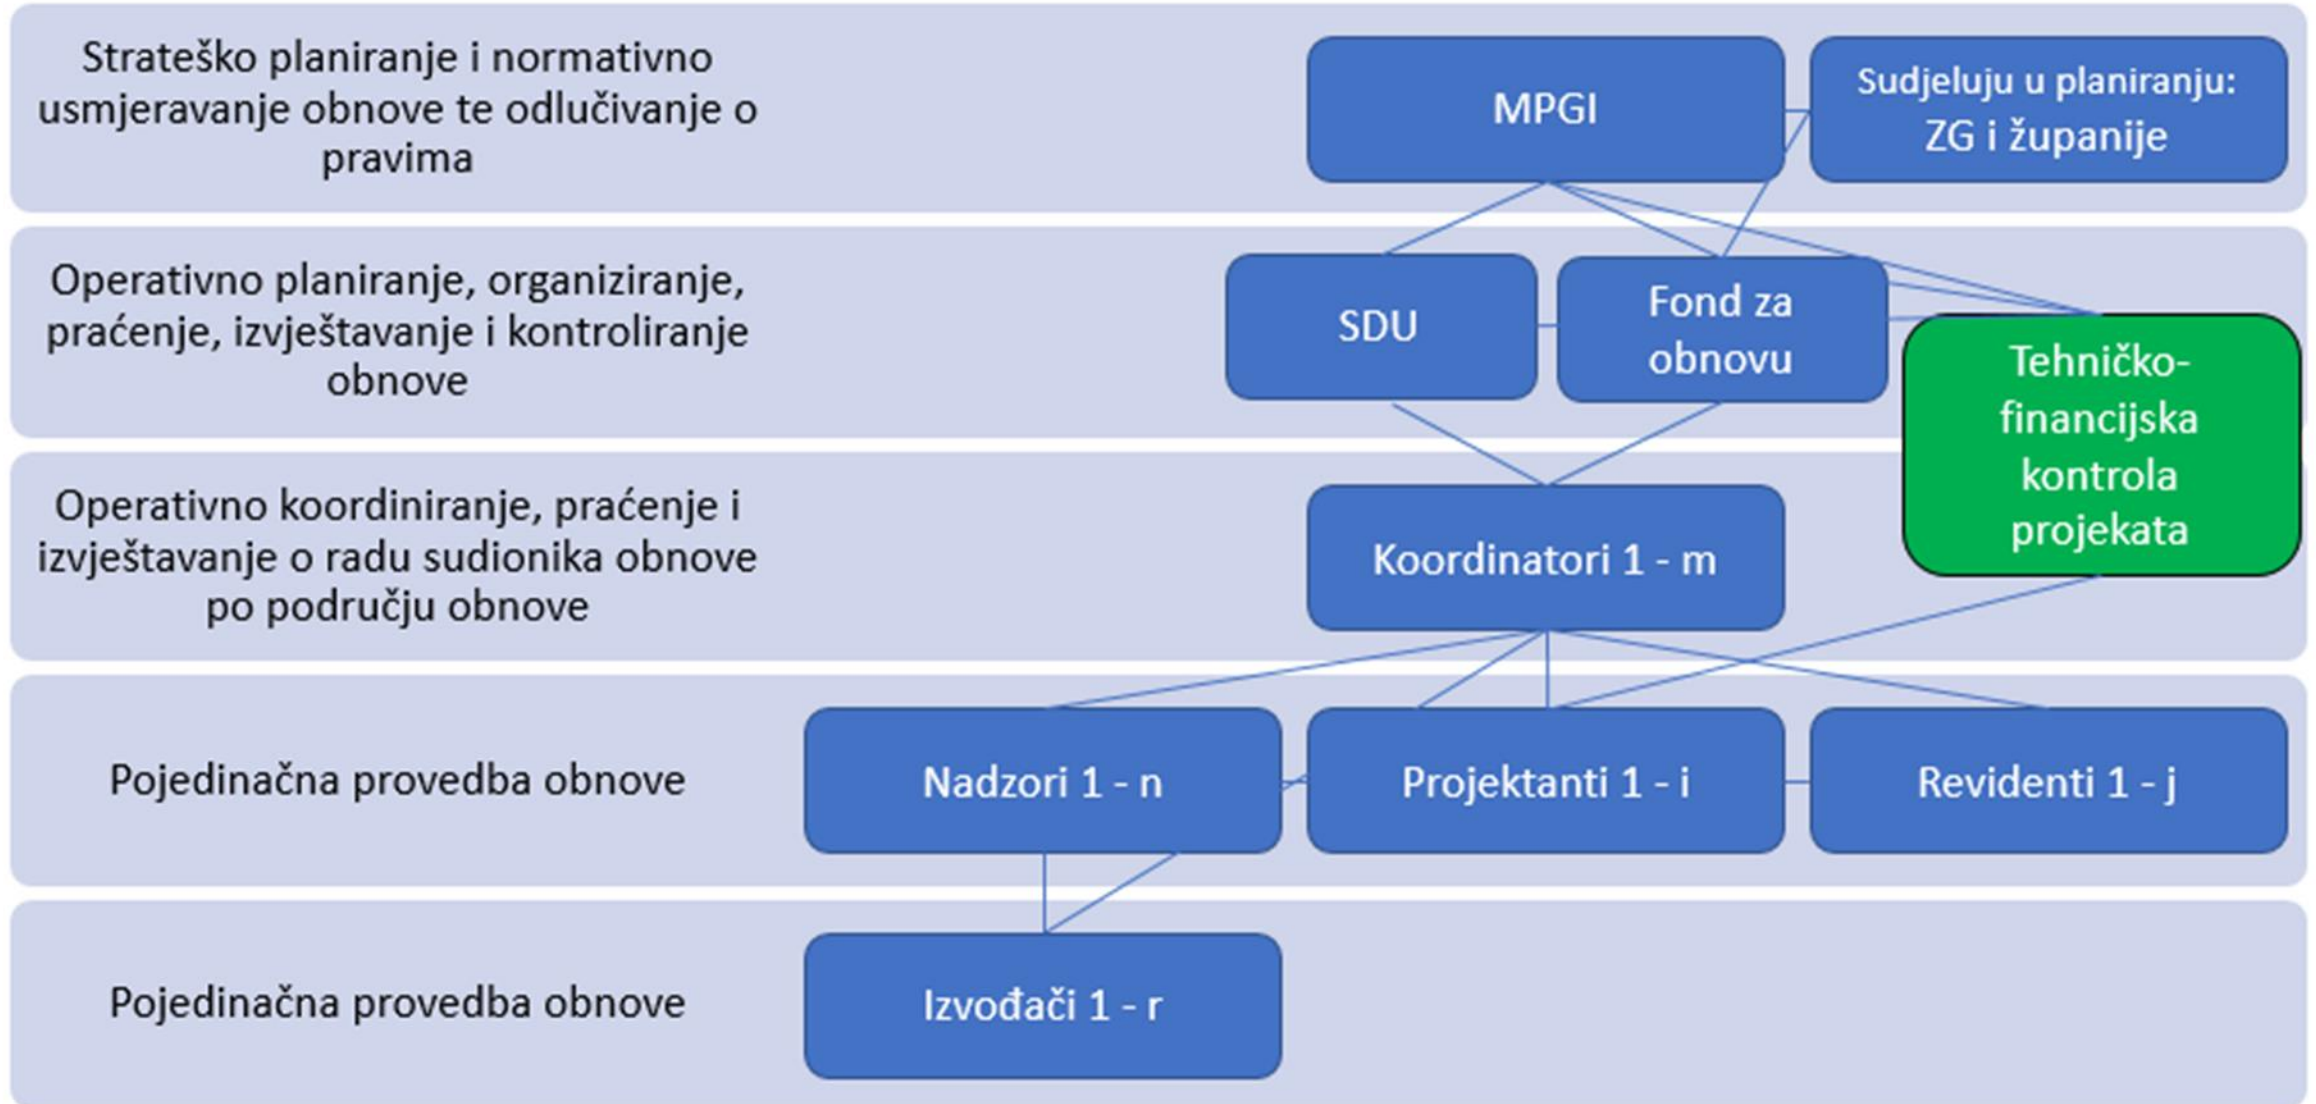 Strateško planiranje i normativno
usmjeravanje obnove te odlučivanje o
pravima
MPGI
Sudjeluju u planiranju:
ZG i županije
Operativno planiranje, organiziranje,
praćenje, izvještavanje i kontroliranje
obnove
SDU
Fond za
obnovu
Tehničko-
financijska
kontrola
projekata
Operativno koordiniranje, praćenje i
izvještavanje o radu sudionika obnove
po području obnove
Koordinatori 1 - m
Pojedinačna provedba obnove
Nadzori 1 - n
Projektanti 1 - i
Revidenti 1 - j
Pojedinačna provedba obnove
Izvođači 1 - r